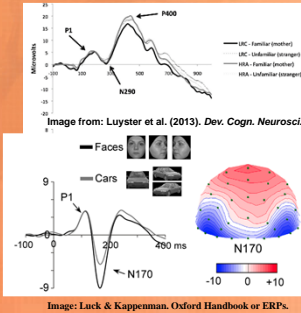 25
20
P400
15
10
P1
5
Microvolts
0
-100
100
300
500
700
900
-5
-10
N290
-15
LRC - Familiar (mother)
LRC - Unfamiliar (stranger)
HRA - Familiar (mother)
HRA - Unfamiliar (stranger)
Image from: Luyster et al. (2013). Dev. Cogn. Neurosci.
Faces
Cars
9
P1
-100
0
200
400 ms
N170
-9
N170
-10
0
+10
Image: Luck & Kappenman. Oxford Handbook or ERPs.